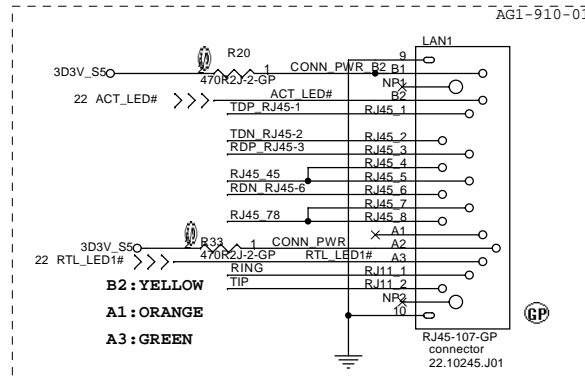 AG1-910-01
LAN1
R20
3D3V_S5
2
1
470R2J-2-GP
CONN_PWR_B2
9
B1
NP1
22 ACT_LED#
ACT_LED#
B2
TDP_RJ45-1
RJ45_1
TDN_RJ45-2
RJ45_2
RDP_RJ45-3
RJ45_3
RJ45_4
RJ45_45
RJ45_5
RDN_RJ45-6
RJ45_6
RJ45_7
RJ45_78
RJ45_8
A1
3D3V_S5
2
R33
1
CONN_PWR
A2
470R2J-2-GP
22 RTL_LED1#
RTL_LED1#
A3
RING
RJ11_1
TIP
RJ11_2
B2:YELLOW
NP2
10
A1:ORANGE
GP
A3:GREEN
RJ45-107-GP
connector
22.10245.J01